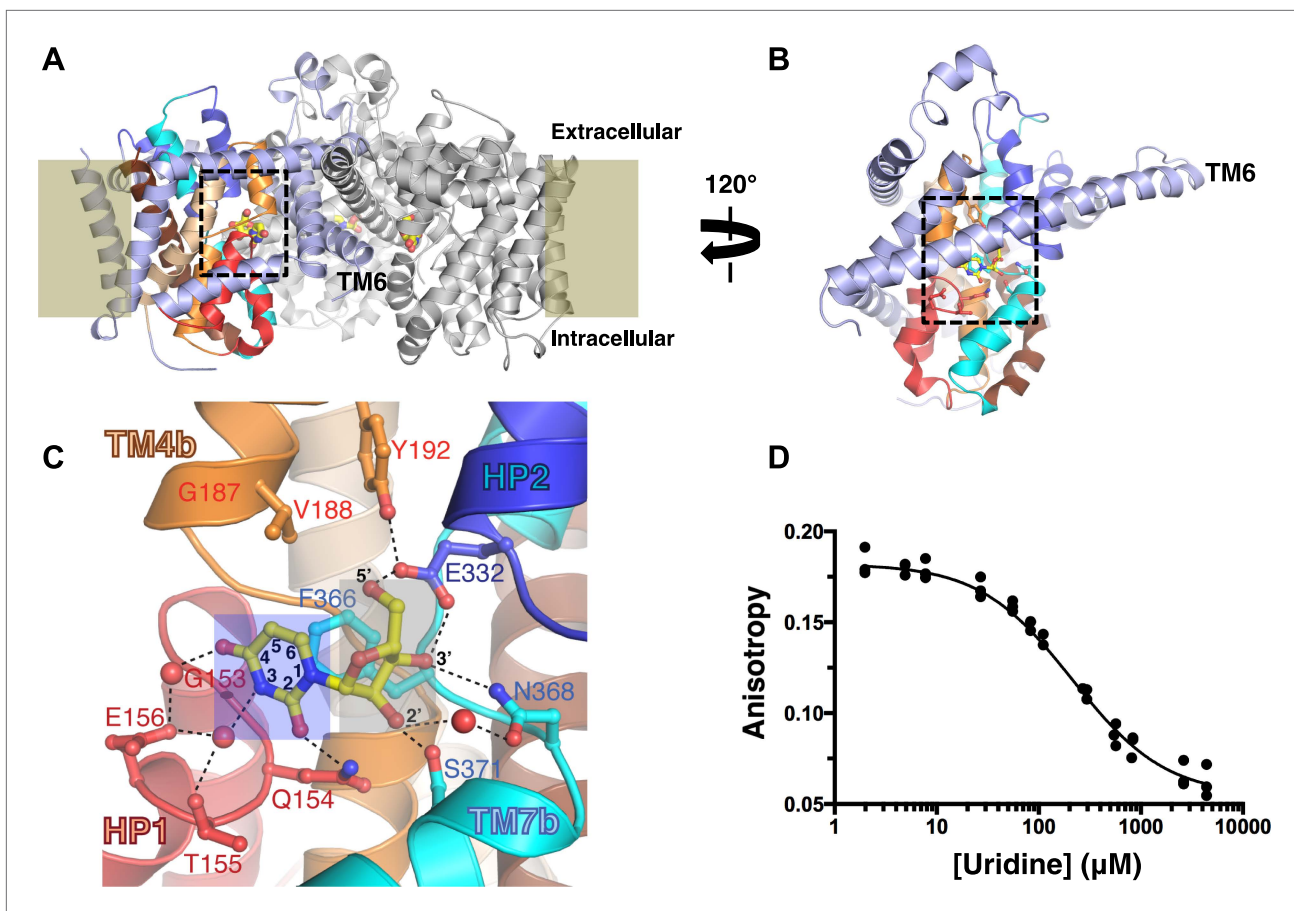 A
Extracellular
TM6
Intracellular
120°
B
TM6
C
TM4b
Y192
G187
V188
HP2
E332
5’
F366
4
5
6
3
2
1
3’
G153
N368
E156
2’
S371
Q154
HP1
TM7b
T155
D
Anisotropy
0.20
0.15
0.10
0.05
1
10
100
1000
10000
[Uridine] (µM)